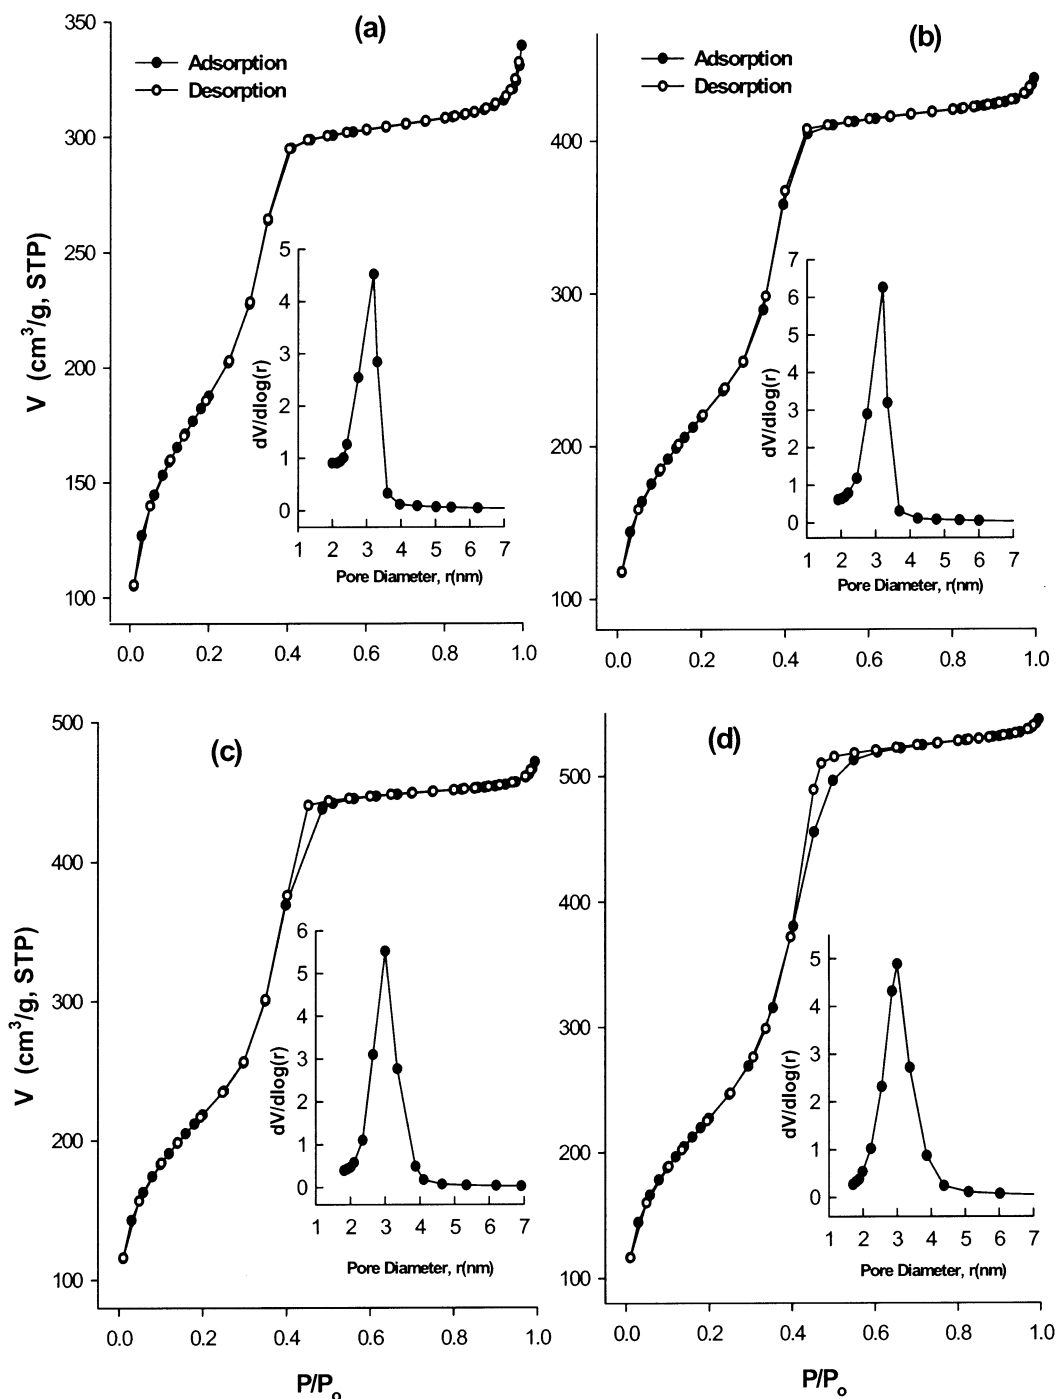 (a)
Adsorption
Desorption
350
300
250
200
150
100
V (cm³/g, STP)
0.0 0.2 0.4 0.6 0.8 1.0
5
4
3
2
1
0
dV/dlog(r)
1 2 3 4 5 6 7
Pore Diameter, r(nm)
(b)
Adsorption
Desorption
400
300
200
100
0.0 0.2 0.4 0.6 0.8 1.0
7
6
5
4
3
2
1
0
dV/dlog(r)
1 2 3 4 5 6 7
Pore Diameter, r(nm)
(c)
500
400
300
200
100
V (cm³/g, STP)
0.0 0.2 0.4 0.6 0.8 1.0
P/Pₒ
6
5
4
3
2
1
0
dV/dlog(r)
1 2 3 4 5 6 7
Pore Diameter, r(nm)
(d)
500
400
300
200
100
0.0 0.2 0.4 0.6 0.8 1.0
P/Pₒ
5
4
3
2
1
0
dV/dlog(r)
1 2 3 4 5 6 7
Pore Diameter, r(nm)